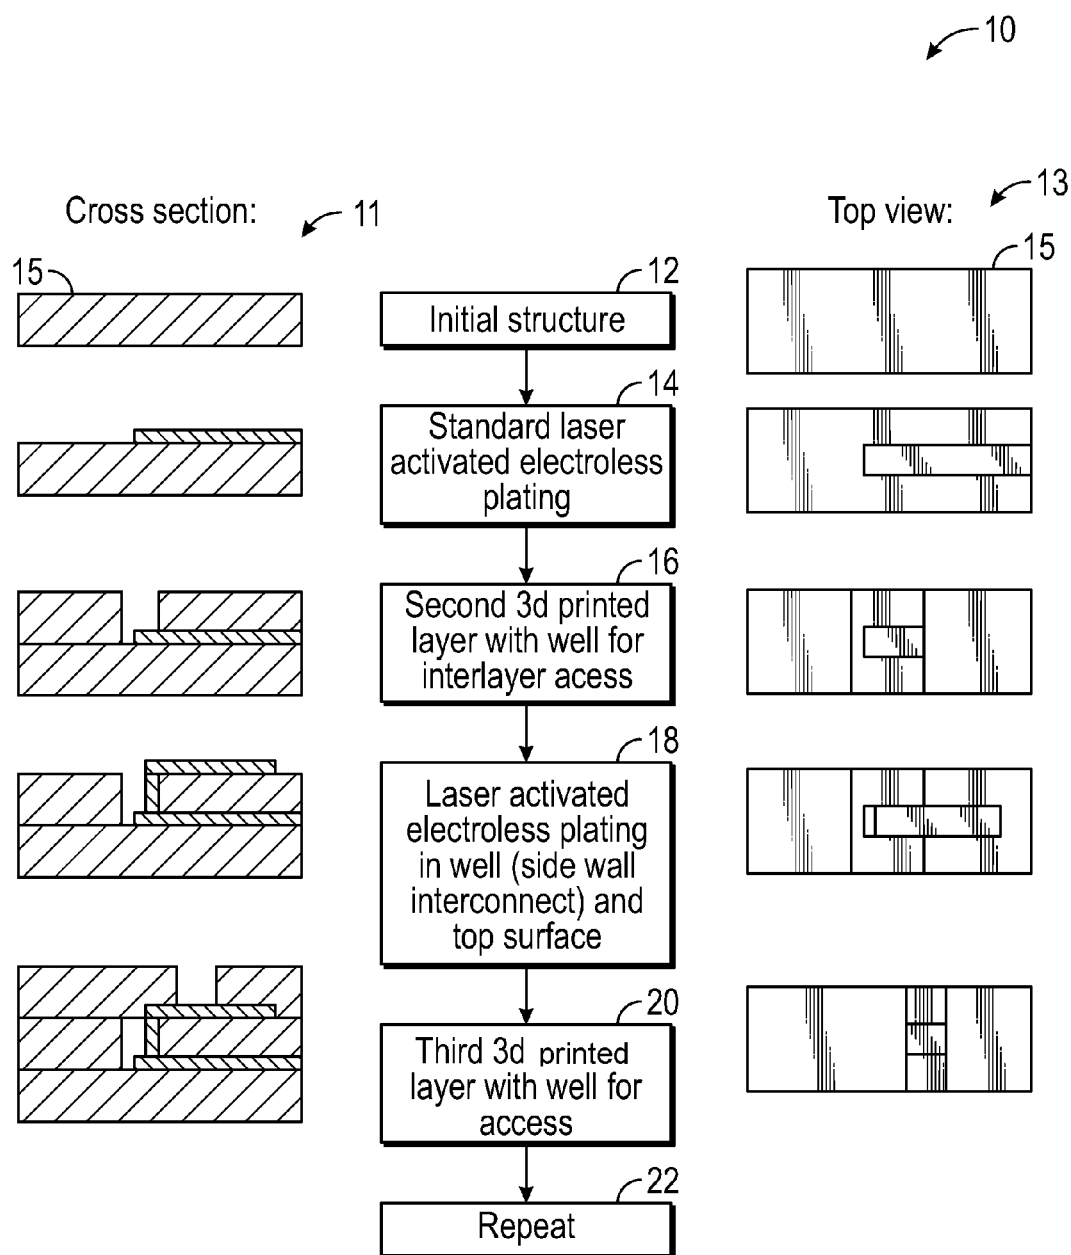 10
Cross section:
11
Top view:
13
15
12
15
Initial structure
14
Standard laser
activated electroless
plating
16
Second 3d printed
layer with well for
interlayer acess
18
Laser activated
electroless plating
in well (side wall
interconnect) and
top surface
20
Third 3d printed
layer with well for
access
22
Repeat